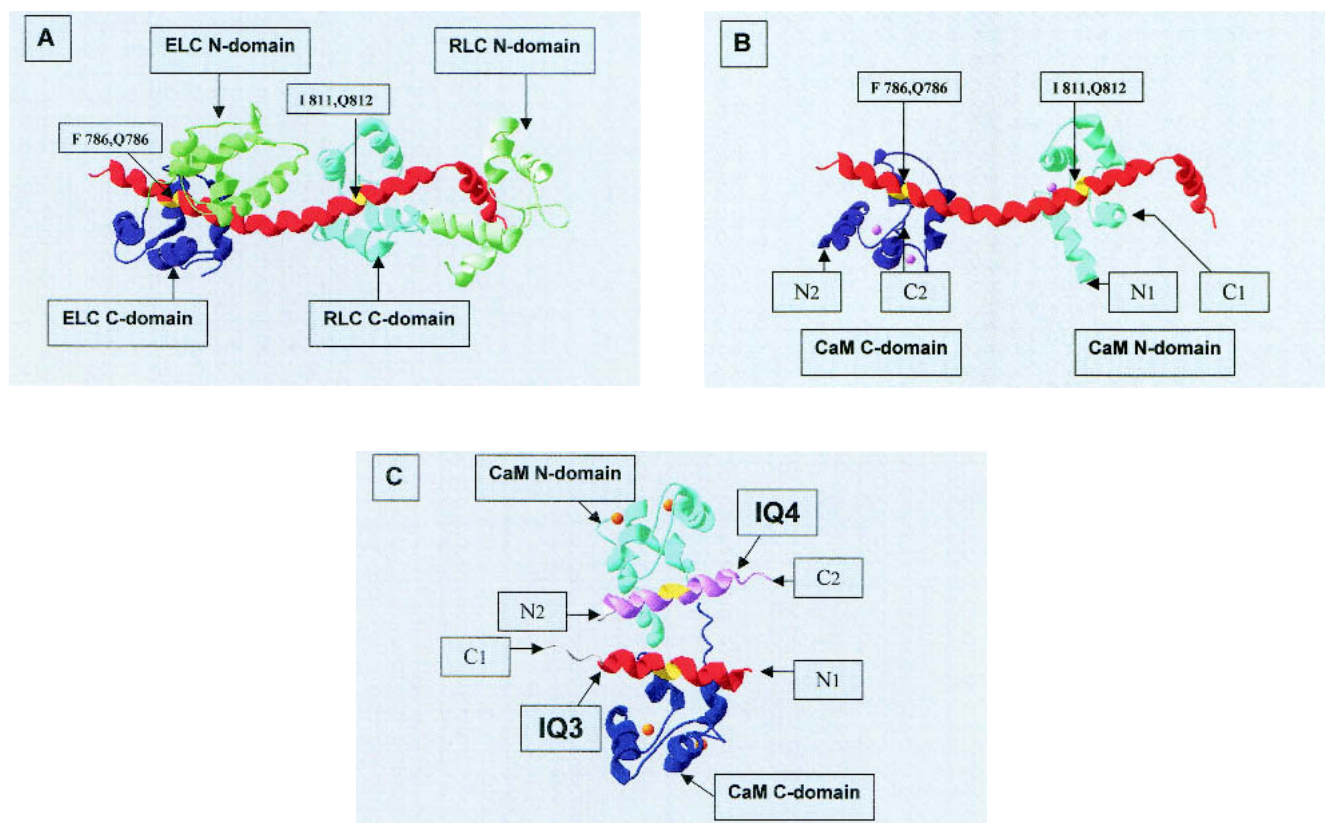 A
ELC N-domain
RLC N-domain
I 811,Q812
F 786,Q786
ELC C-domain
RLC C-domain
B
F 786,Q786
I 811,Q812
N2
C2
N1
C1
CaM C-domain
CaM N-domain
C
CaM N-domain
IQ4
C2
N2
C1
N1
IQ3
CaM C-domain